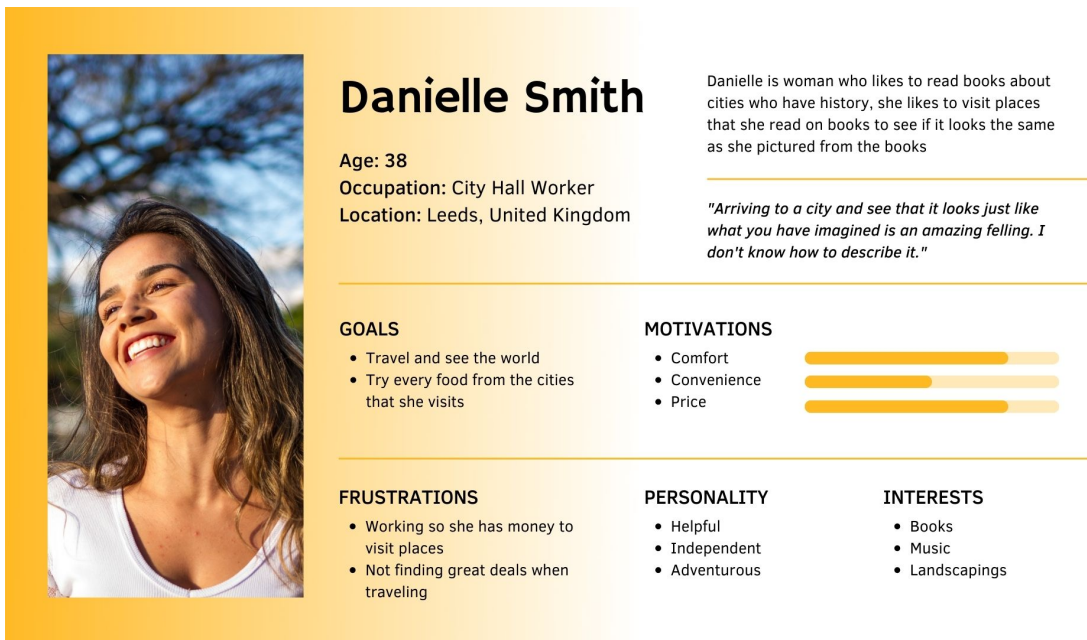 Danielle Smith
Age: 38
Occupation: City Hall Worker
Location: Leeds, United Kingdom
Danielle is woman who likes to read books about
cities who have history, she likes to visit places
that she read on books to see if it looks the same
as she pictured from the books
"Arriving to a city and see that it looks just like
what you have imagined is an amazing felling. I
don't know how to describe it."
GOALS
• Travel and see the world
• Try every food from the cities
that she visits
MOTIVATIONS
• Comfort
• Convenience
• Price
FRUSTRATIONS
• Working so she has money to
visit places
• Not finding great deals when
traveling
PERSONALITY
• Helpful
• Independent
• Adventurous
INTERESTS
• Books
• Music
• Landscapings